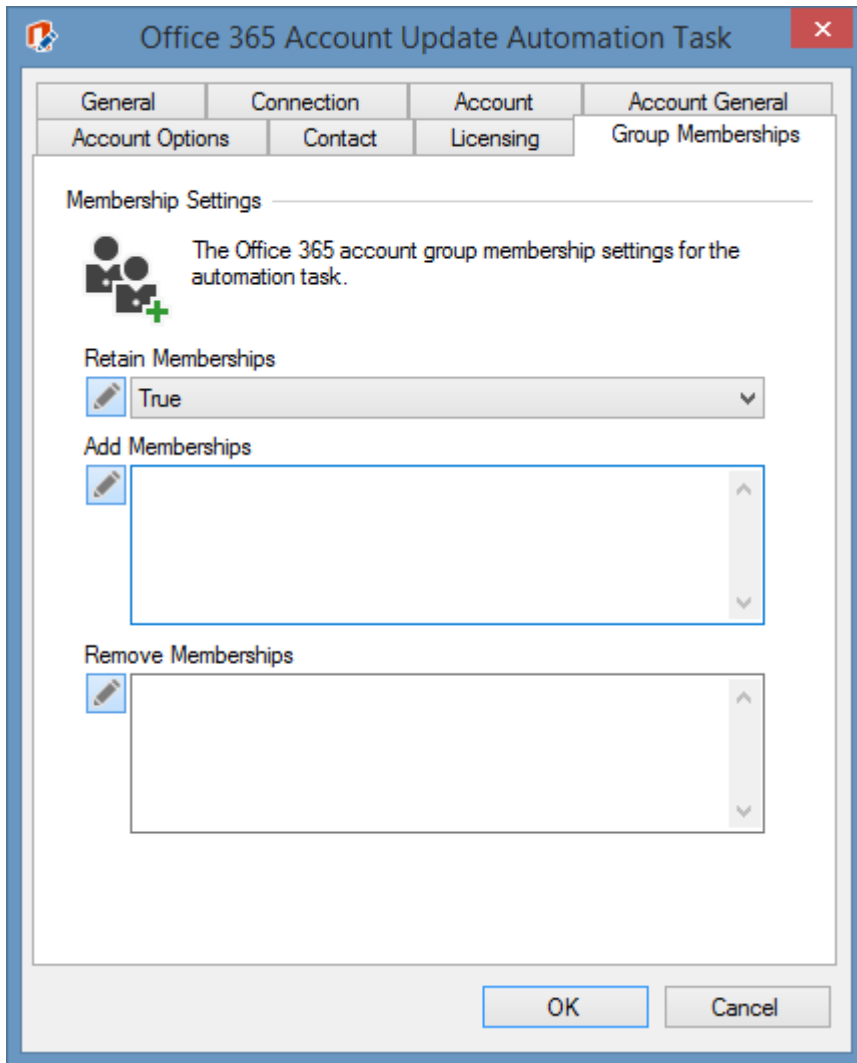 Office 365 Account Update Automation Task
General Connection Account Account General
Account Options Contact Licensing Group Memberships
Membership Settings
The Office 365 account group membership settings for the
automation task.
Retain Memberships
True
Add Memberships
Remove Memberships
OK Cancel